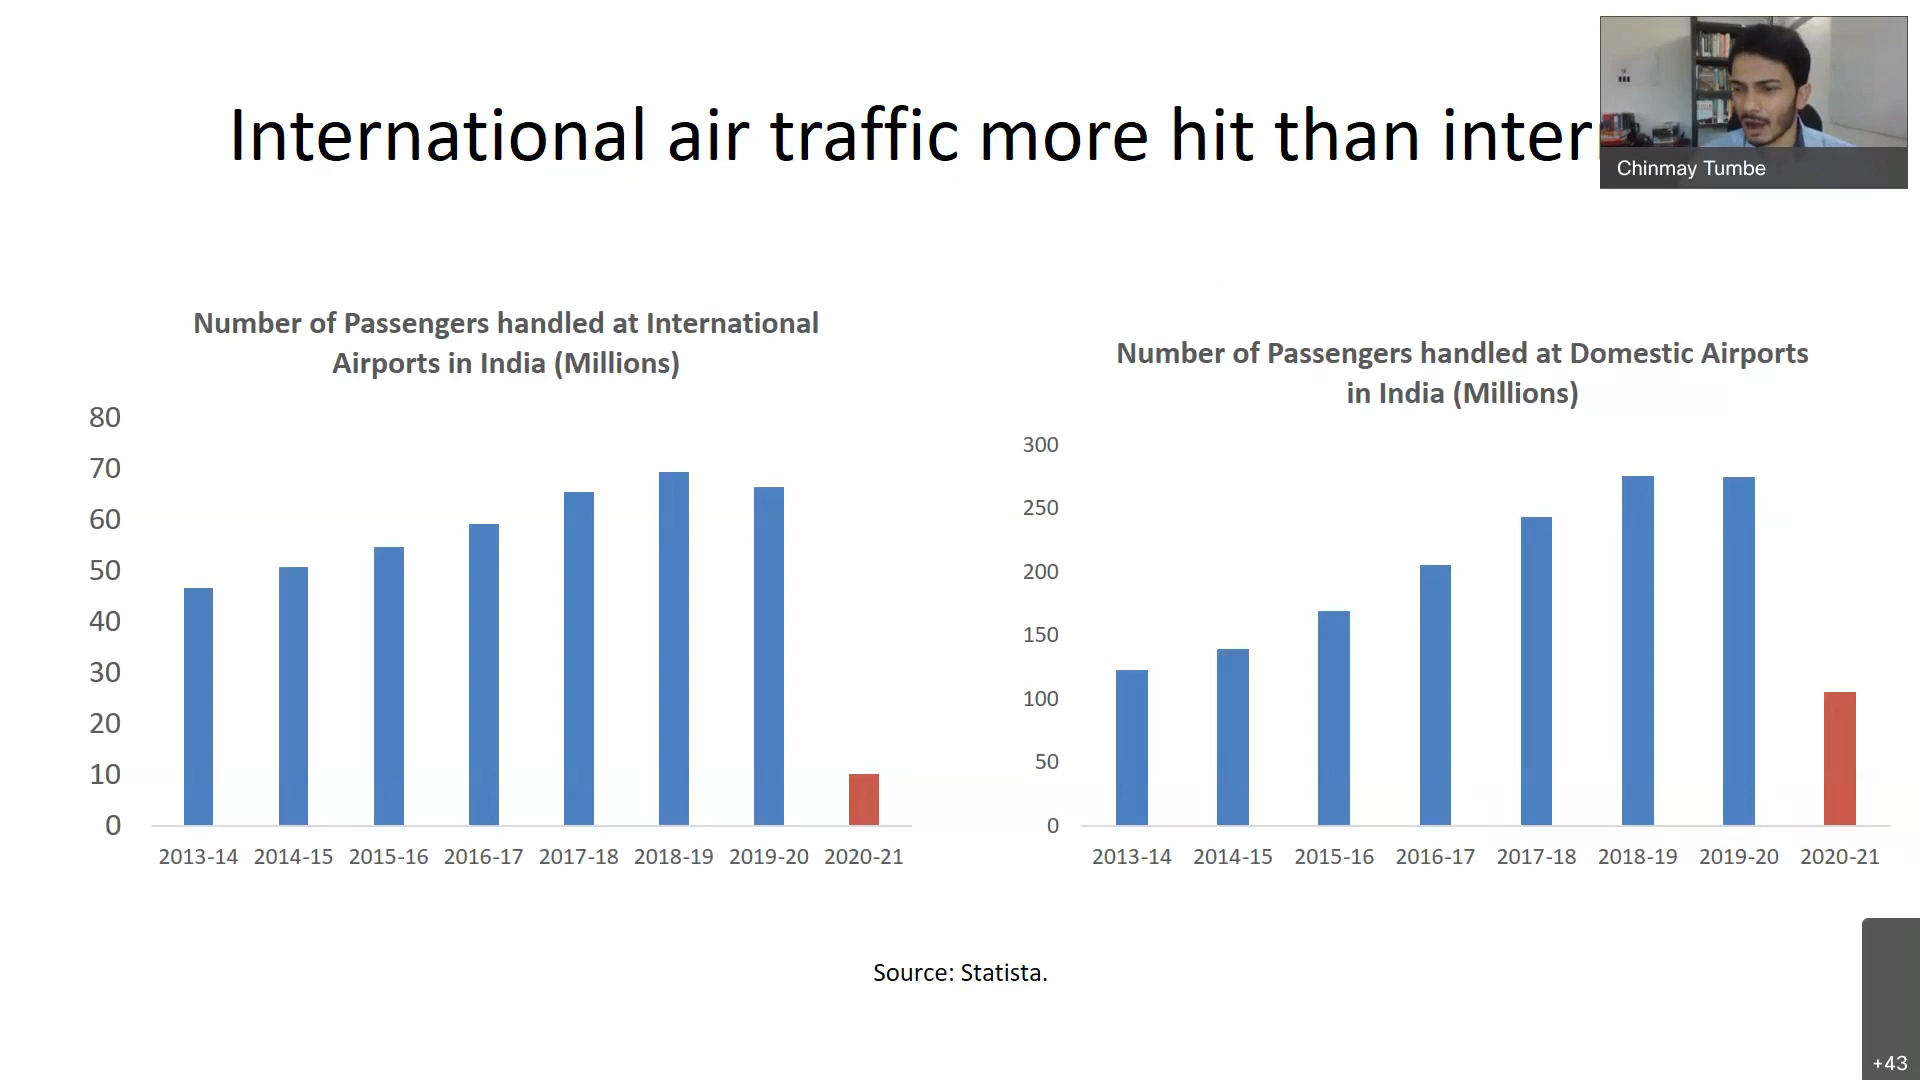 International air traffic more hit than inter
Chinmay Tumbe
Number of Passengers handled at International
Airports in India (Millions)
80
70
60
50
40
30
20
10
0
2013-14 2014-15 2015-16 2016-17 2017-18 2018-19 2019-20 2020-21
Number of Passengers handled at Domestic Airports
in India (Millions)
300
250
200
150
100
50
0
2013-14 2014-15 2015-16 2016-17 2017-18 2018-19 2019-20 2020-21
Source: Statista.
+43